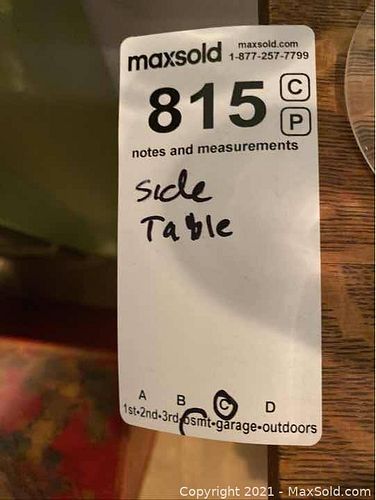 maxsold maxsold.com
1-877-257-7799
815 C
P
notes and measurements
Side
Table
A B C D
1st•2nd•3rd•bsmt•garage•outdoors
Copyright 2021 - MaxSold.com